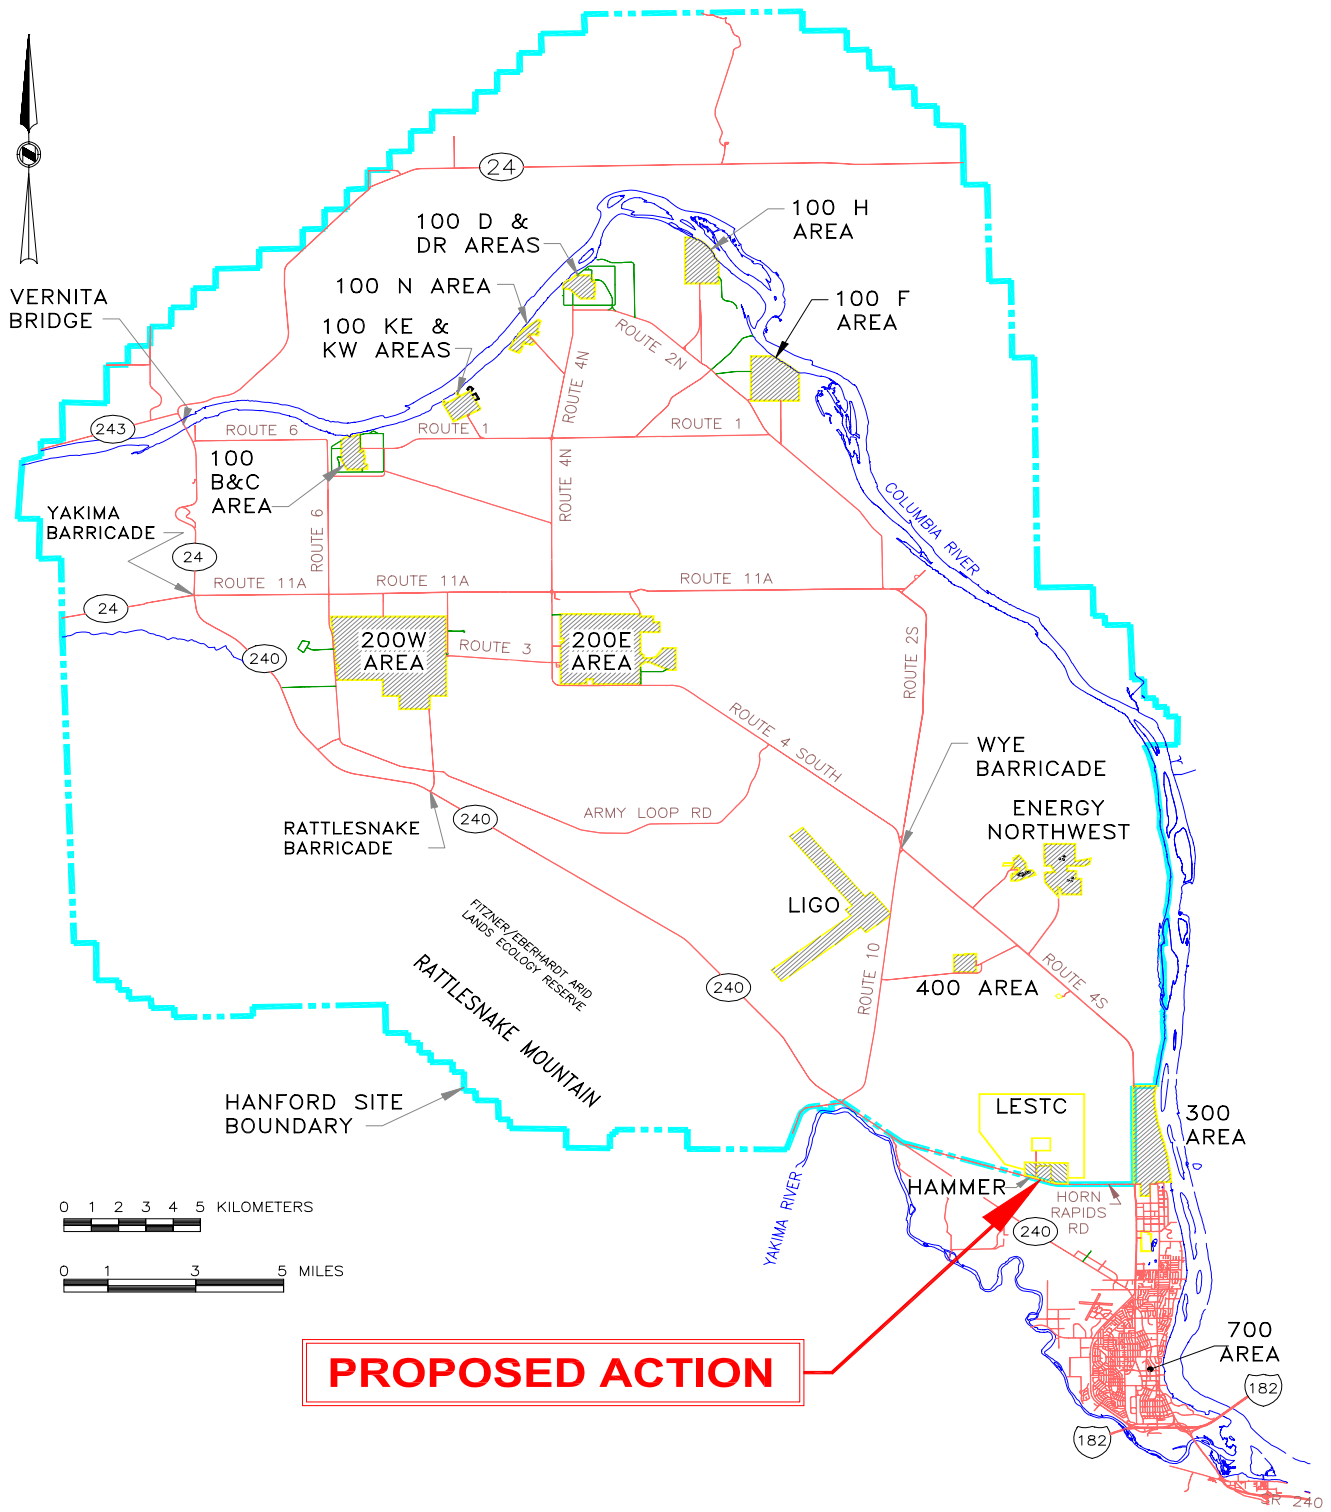 24
100 H
AREA
100 D &
DR AREAS
100 N AREA
VERNITA
BRIDGE
100 F
AREA
100 KE &
KW AREAS
ROUTE 2N
ROUTE 4N
243
ROUTE 6
ROUTE 1
ROUTE 1
100
B&C
AREA
ROUTE 4N
COLUMBIA RIVER
YAKIMA
BARRICADE
ROUTE 6
24
ROUTE 11A
ROUTE 11A
ROUTE 11A
24
200W
AREA
ROUTE 3
200E
AREA
ROUTE 2S
240
ROUTE 4 SOUTH
WYE
BARRICADE
ARMY LOOP RD
240
ENERGY
NORTHWEST
RATTLESNAKE
BARRICADE
LIGO
FITZNER/EBERHARDT ARID
LANDS ECOLOGY RESERVE
RATTLESNAKE MOUNTAIN
240
ROUTE 10
400 AREA
ROUTE 4S
HANFORD SITE
BOUNDARY
LESTC
300
AREA
HAMMER
HORN
RAPIDS
RD
YAKIMA RIVER
240
0 1 2 3 4 5 KILOMETERS
0 1 3 5 MILES
PROPOSED ACTION
700
AREA
182
182
SR 240